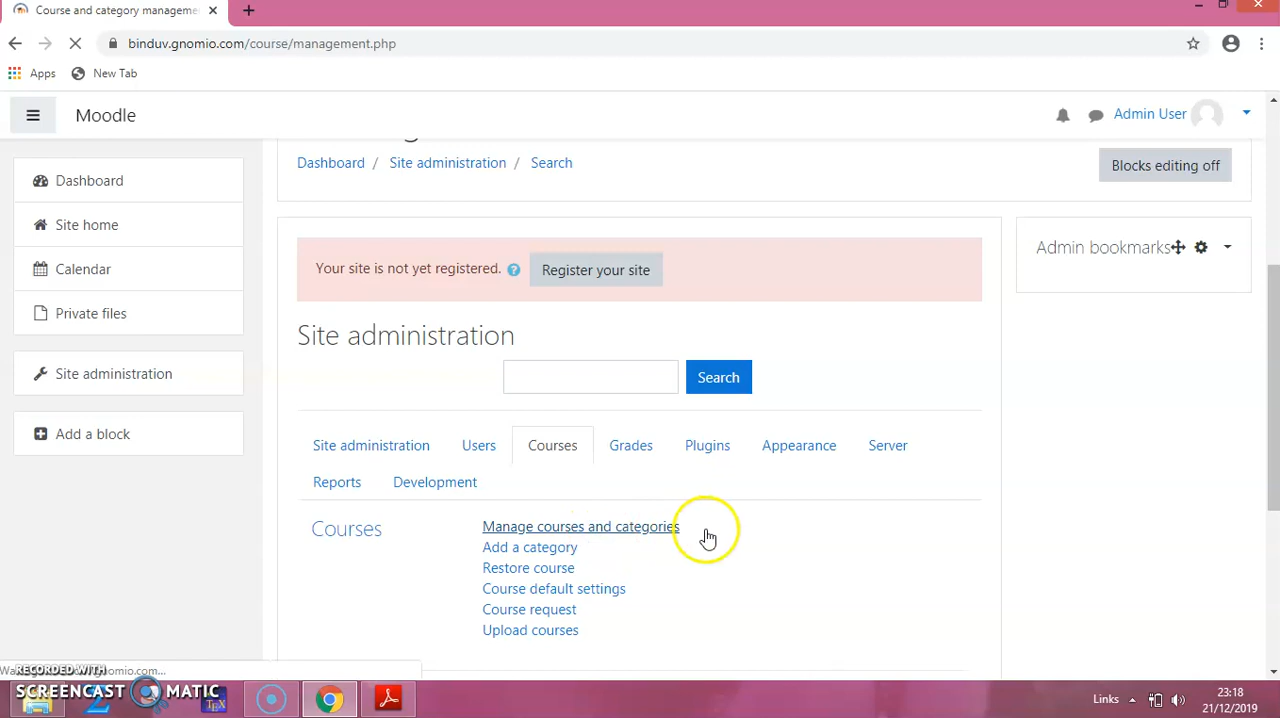 Course and category manageme
binduv.gnomio.com/course/management.php
Apps
New Tab
Moodle
Admin User
Dashboard / Site administration / Search
Blocks editing off
Dashboard
Site home
Calendar
Private files
Site administration
Add a block
Your site is not yet registered.
Register your site
Admin bookmarks
Site administration
Search
Site administration Users Courses Grades Plugins Appearance Server
Reports Development
Courses
Manage courses and categories
Add a category
Restore course
Course default settings
Course request
Upload courses
RECORDED WITH
SCREENCAST MATIC
Links
23:18
21/12/2019